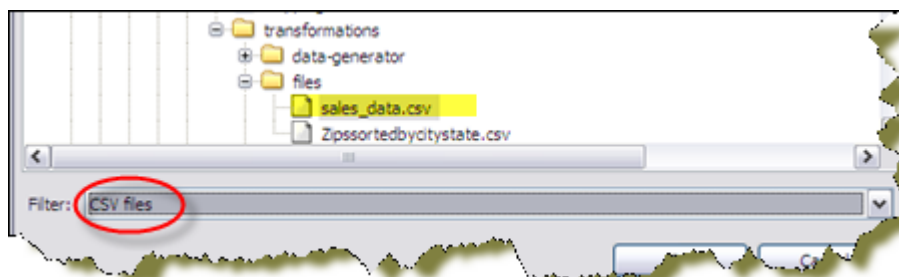 transformations
data-generator
files
sales_data.csv
Zipssortedbycitystate.csv
Filter: CSV files